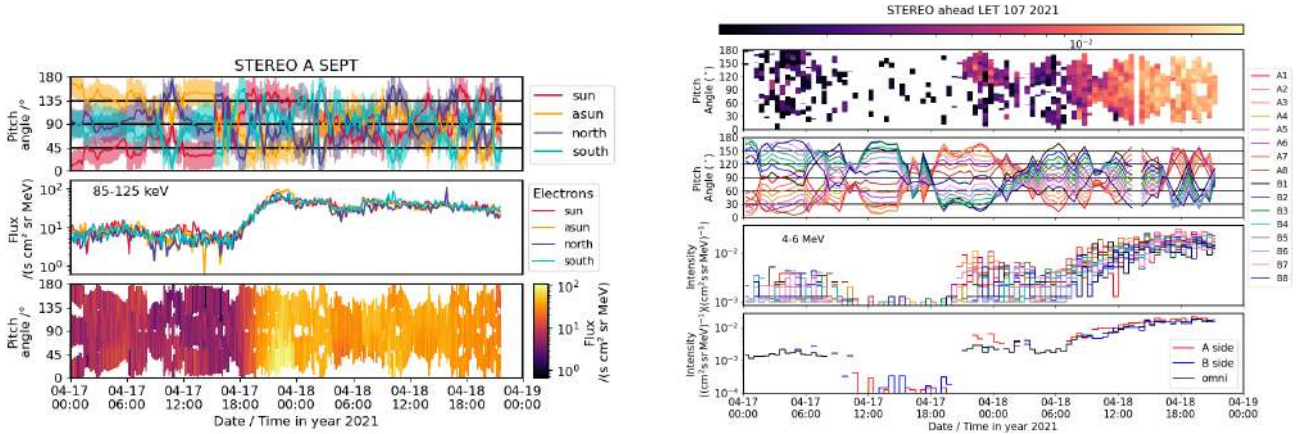 STEREO A SEPT
180
135
90
45
0
Pitch
angle /°
sun
asun
north
south
85-125 keV
10²
10¹
10⁰
Flux
/(s cm² sr MeV)
Electrons
sun
asun
north
south
180
135
90
45
0
Pitch
angle /°
10²
10¹
10⁰
Flux
/(s cm² sr MeV)
04-17 04-17 04-17 04-17 04-18 04-18 04-18 04-18 04-19
00:00 06:00 12:00 18:00 00:00 06:00 12:00 18:00 00:00
Date / Time in year 2021
STEREO ahead LET 107 2021
10⁻²
180
150
120
90
60
30
0
Pitch
Angle (°)
180
150
120
90
60
30
0
Pitch
Angle (°)
A1
A2
A3
A4
A5
A6
A7
A8
B1
B2
B3
B4
B5
B6
B7
B8
4-6 MeV
10⁻²
10⁻³
Intensity
((cm² s sr MeV)⁻¹)
10⁻²
10⁻³
10⁻⁴
Intensity
((cm² s sr MeV)⁻¹)
A side
B side
omni
04-17 04-17 04-17 04-17 04-18 04-18 04-18 04-18 04-19
00:00 06:00 12:00 18:00 00:00 06:00 12:00 18:00 00:00
Date / Time in year 2021